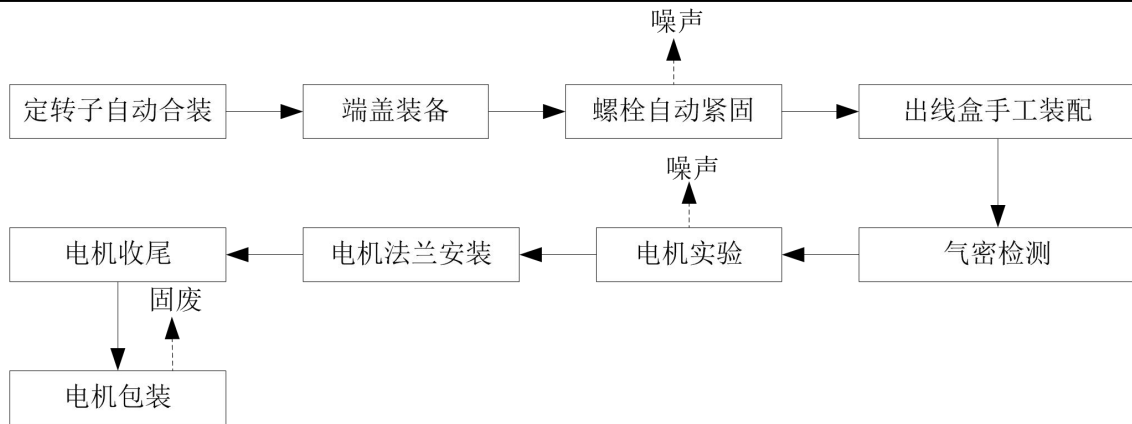 噪声
定转子自动合装
端盖装备
螺栓自动紧固
出线盒手工装配
噪声
电机收尾
电机法兰安装
电机实验
气密检测
固废
电机包装